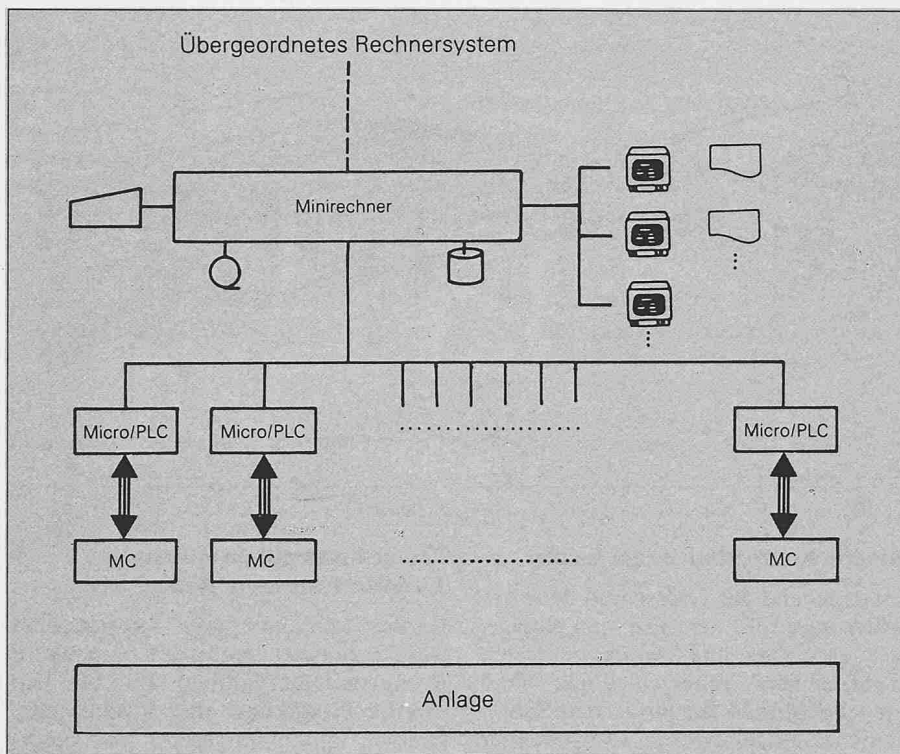 Übergeordnetes Rechnersystem
Minirechner
Micro/PLC Micro/PLC Micro/PLC
MC MC MC
Anlage